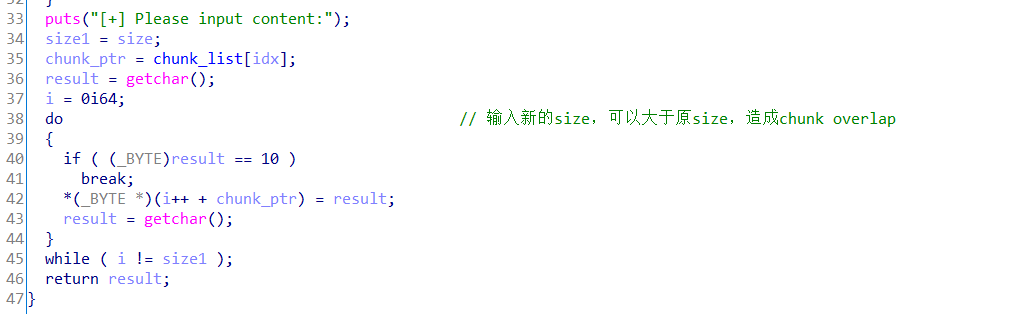 33 puts("[+] Please input content:");
34 size1 = size;
35 chunk_ptr = chunk_list[idx];
36 result = getchar();
37 i = 0i64;
38 do // 输入新的size，可以大于原size，造成chunk overlap
39 {
40 if ( (_BYTE)result == 10 )
41 break;
42 *(_BYTE *)(i++ + chunk_ptr) = result;
43 result = getchar();
44 }
45 while ( i != size1 );
46 return result;
47 }